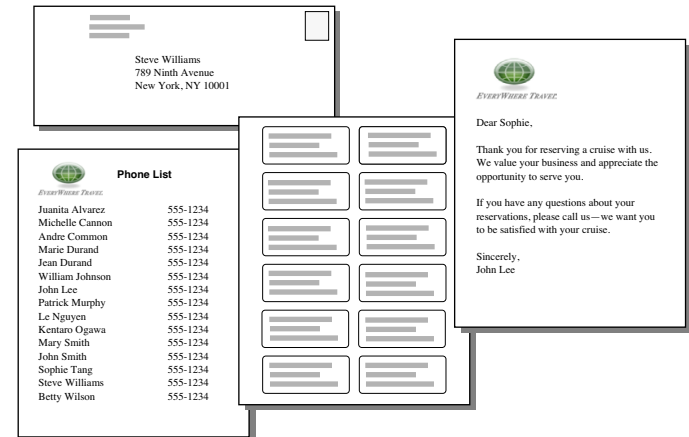 Steve Williams
789 Ninth Avenue
New York, NY 10001
EVERYWHERE TRAVEL
Phone List
Juanita Alvarez 555-1234
Michelle Cannon 555-1234
Andre Common 555-1234
Marie Durand 555-1234
Jean Durand 555-1234
William Johnson 555-1234
John Lee 555-1234
Patrick Murphy 555-1234
Le Nguyen 555-1234
Kentaro Ogawa 555-1234
Mary Smith 555-1234
John Smith 555-1234
Sophie Tang 555-1234
Steve Williams 555-1234
Betty Wilson 555-1234
EVERYWHERE TRAVEL
Dear Sophie,
Thank you for reserving a cruise with us.
We value your business and appreciate the
opportunity to serve you.
If you have any questions about your
reservations, please call us—we want you
to be satisfied with your cruise.
Sincerely,
John Lee